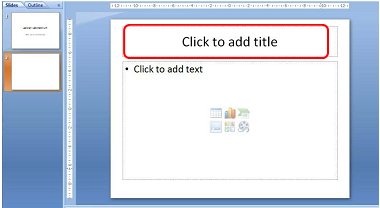 Slides
Outline
Click to add title
• Click to add text